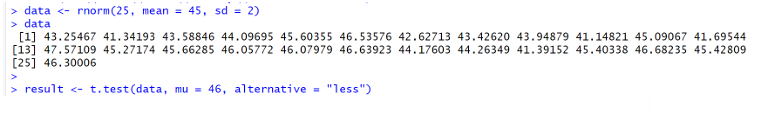 > data <- rnorm(25, mean = 45, sd = 2)
> data
 [1] 43.25467 41.34193 43.58846 44.09695 45.60355 46.53576 42.62713 43.42620 43.94879 41.14821 45.09067 41.69544
[13] 47.57109 45.27174 45.66285 46.05772 46.07979 46.63923 44.17603 44.26349 41.39152 45.40338 46.68235 45.42809
[25] 46.30006
>
> result <- t.test(data, mu = 46, alternative = "less")